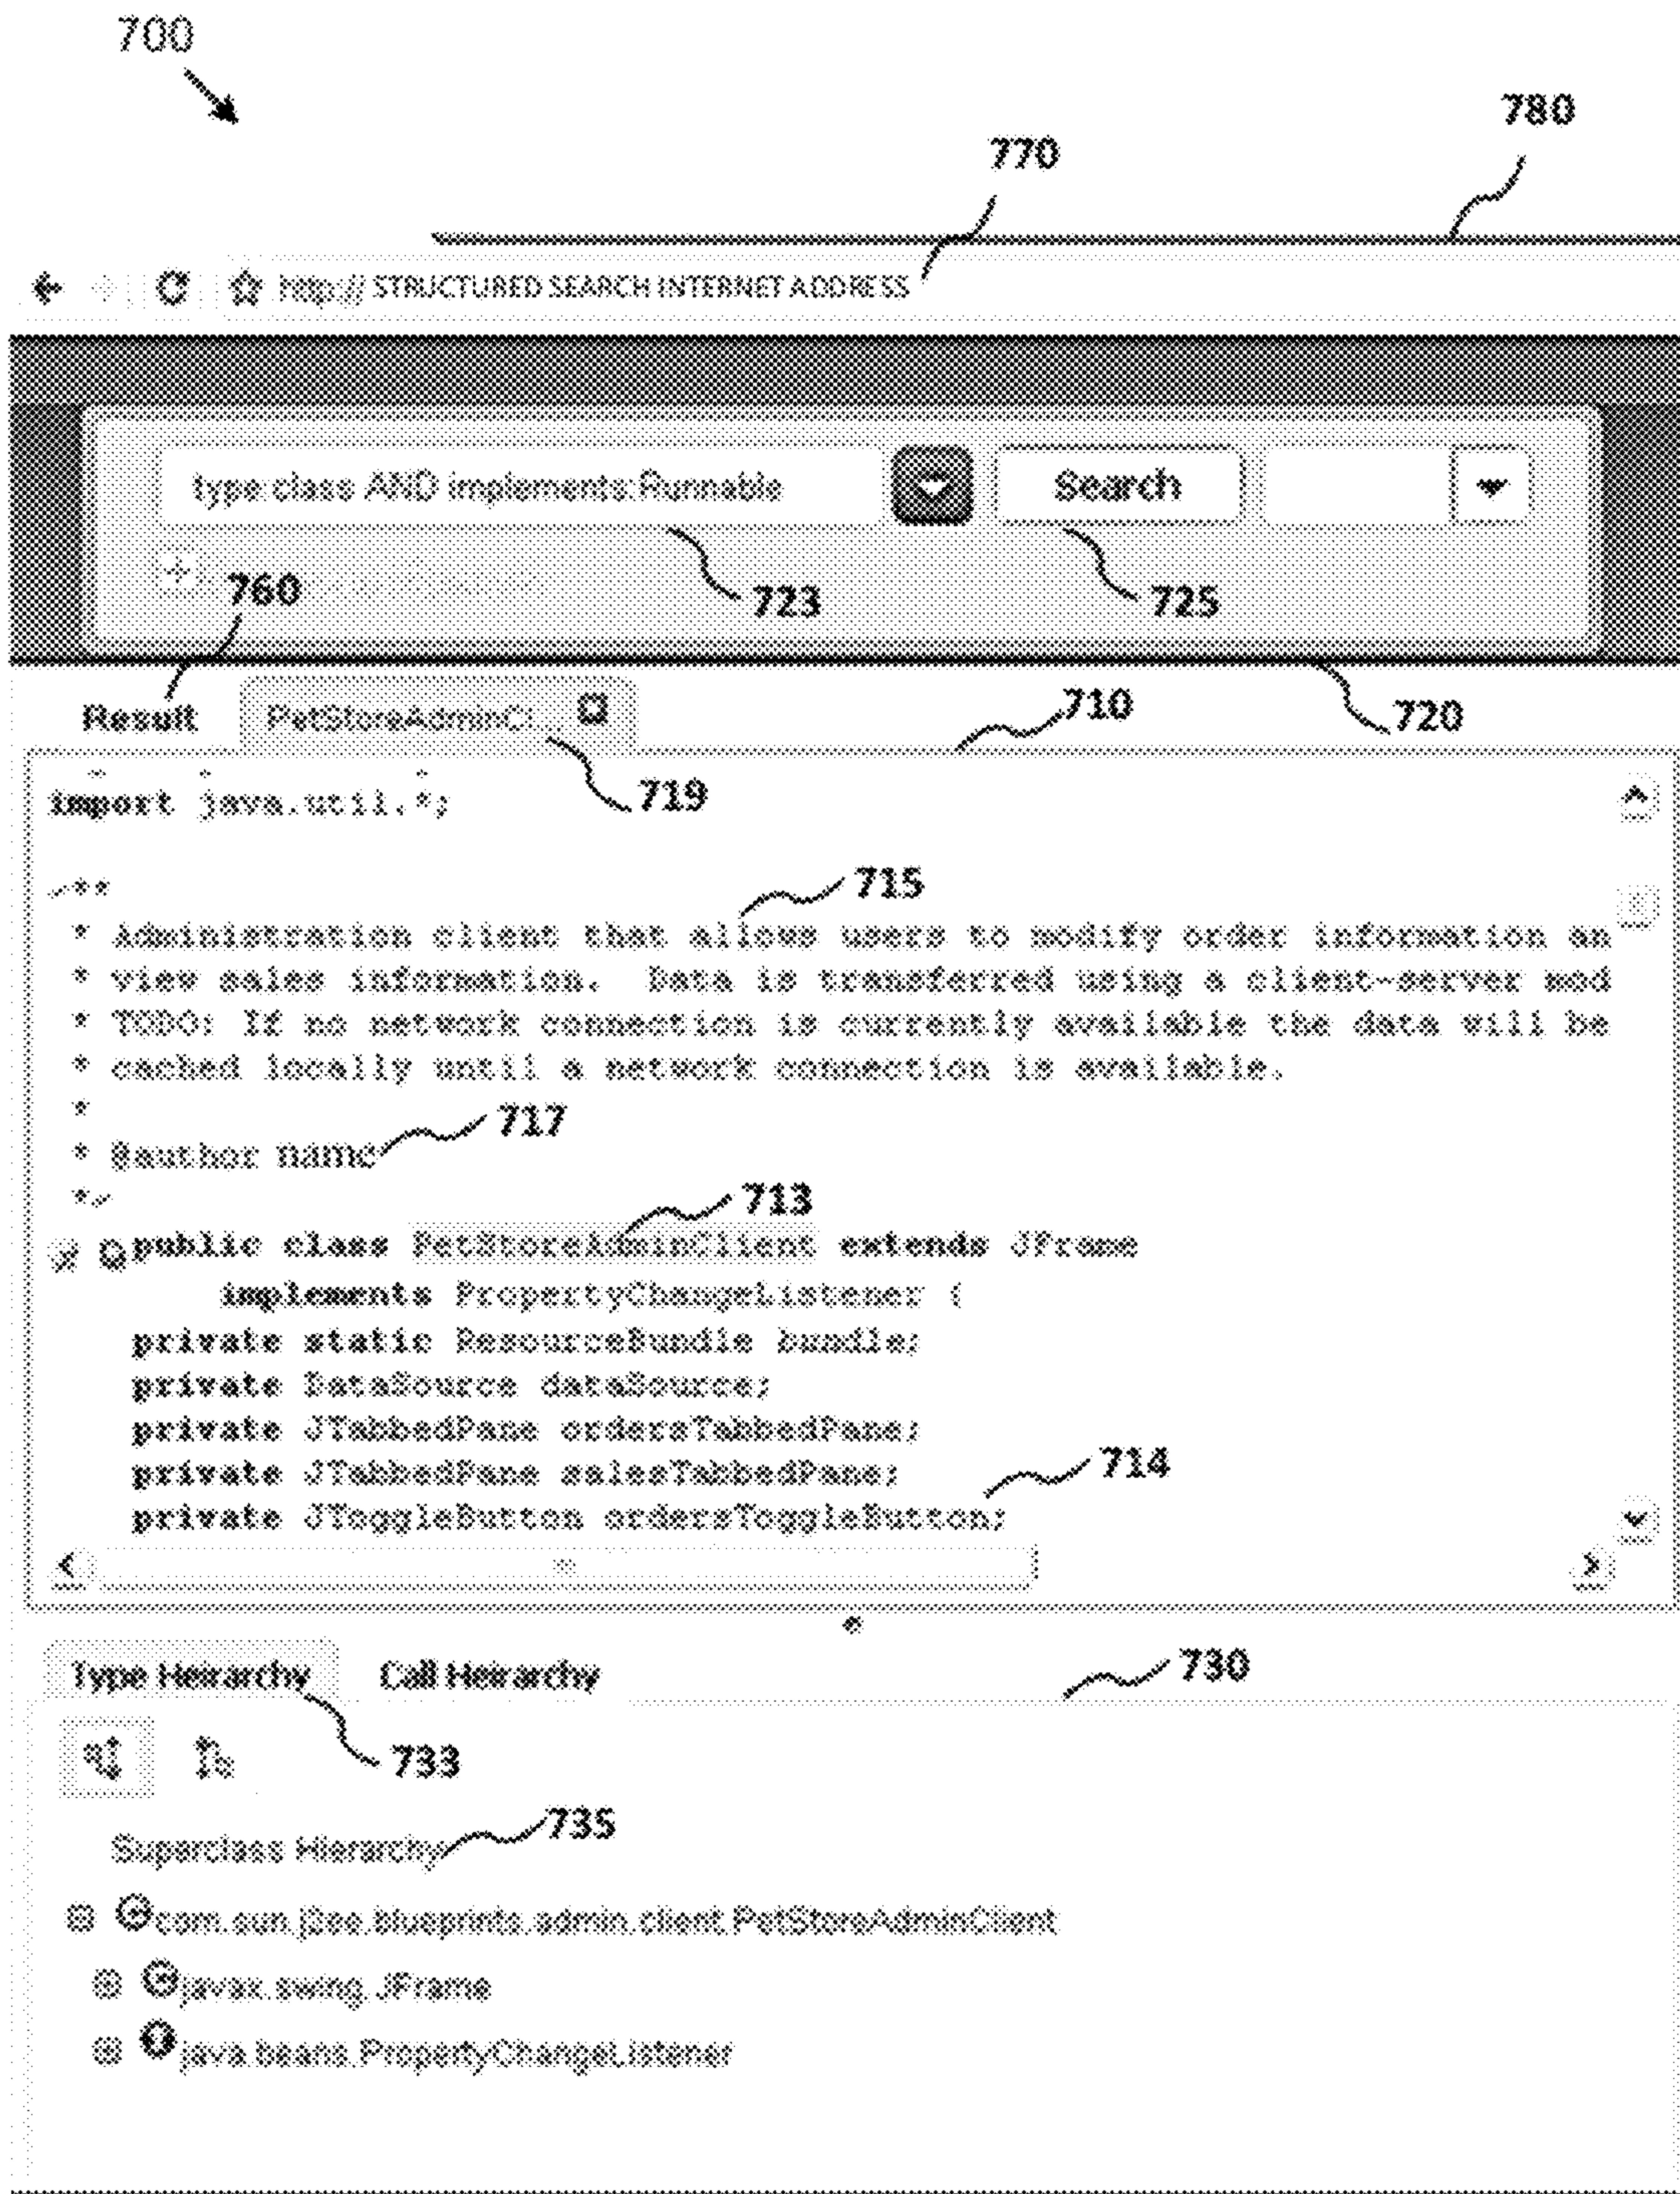 700
780
770
http:// STRUCTURED SEARCH INTERNET ADDRESS
type:class AND implements:Runnable
Search
760
723
725
Result
PetStoreAdminCl
710
720
719
import java.util.*;
/**
715
* Administration client that allows users to modify order information an
* view sales information.  Data is transferred using a client-server mod
* TODO: If no network connection is currently available the data will be
* cached locally until a network connection is available.
*
717
* @author name
*/
713
public class PetStoreAdminClient extends JFrame
implements PropertyChangeListener {
private static ResourceBundle bundle;
private DataSource dataSource;
private JTabbedPane ordersTabbedPane;
private JTabbedPane salesTabbedPane;
714
private JToggleButton ordersToggleButton;
Type Heirarchy
Call Heirarchy
730
733
735
Superclass Hierarchy
com.sun.j2ee.blueprints.admin.client.PetStoreAdminClient
javax.swing.JFrame
java.beans.PropertyChangeListener